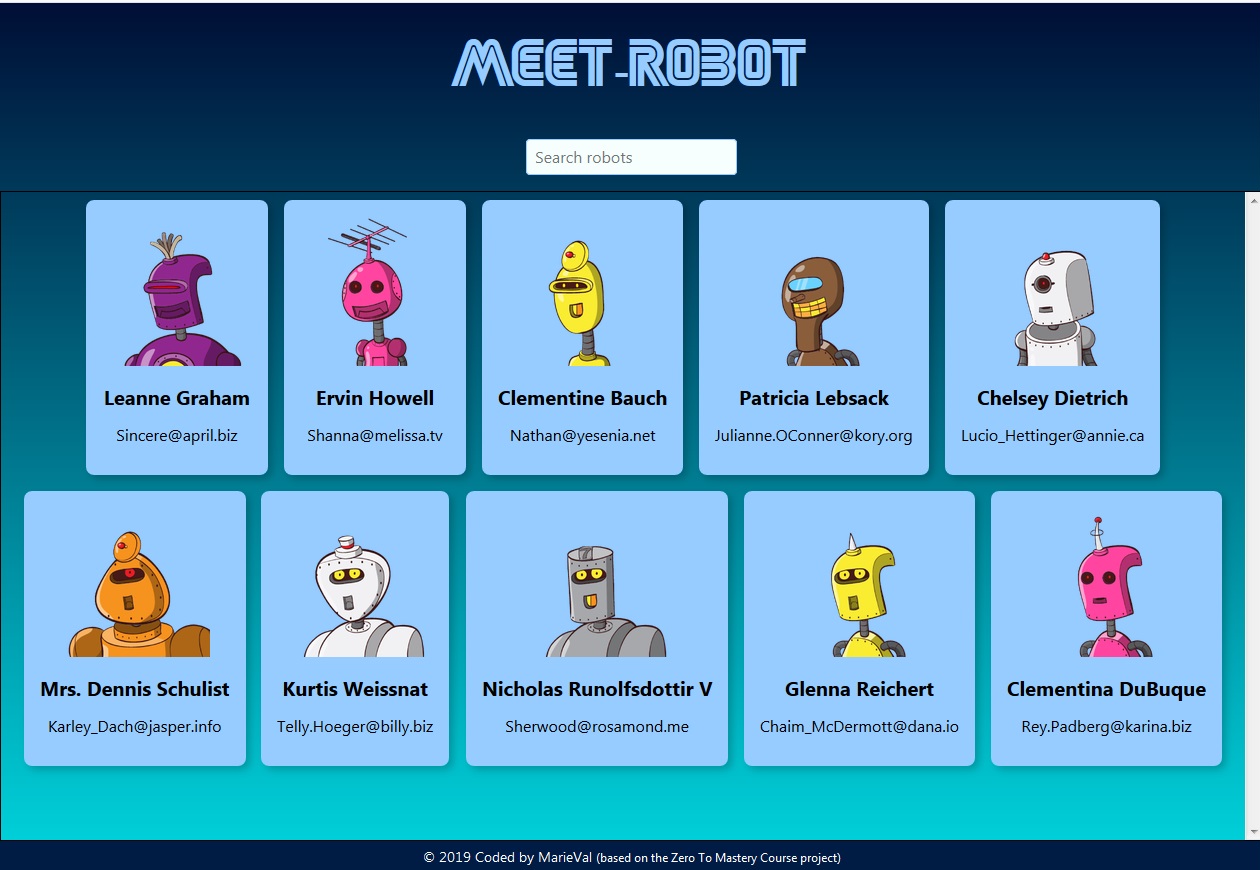 MEET-ROBOT
Search robots
Leanne Graham
Sincere@april.biz
Ervin Howell
Shanna@melissa.tv
Clementine Bauch
Nathan@yesenia.net
Patricia Lebsack
Julianne.OConner@kory.org
Chelsey Dietrich
Lucio_Hettinger@annie.ca
Mrs. Dennis Schulist
Karley_Dach@jasper.info
Kurtis Weissnat
Telly.Hoeger@billy.biz
Nicholas Runolfsdottir V
Sherwood@rosamond.me
Glenna Reichert
Chaim_McDermott@dana.io
Clementina DuBuque
Rey.Padberg@karina.biz
© 2019 Coded by MarieVal (based on the Zero To Mastery Course project)